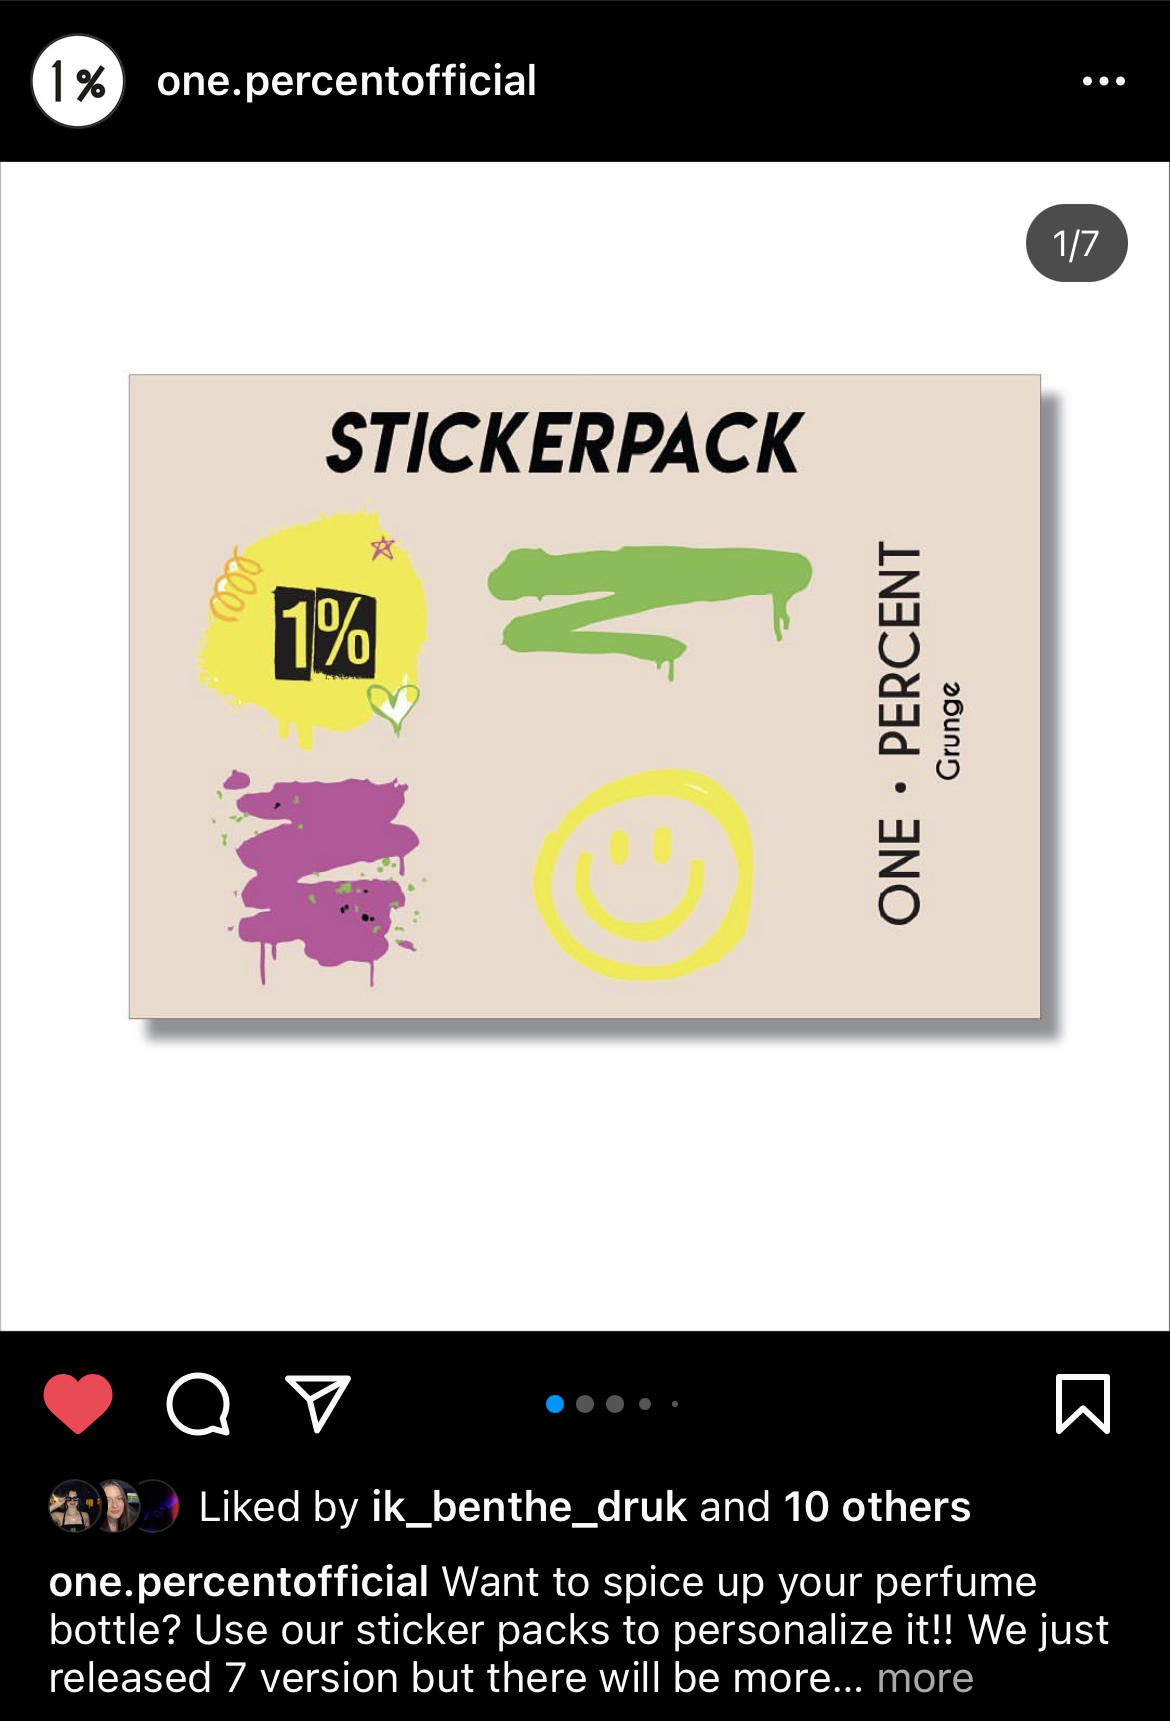 1%
one.percentofficial
1/7
STICKERPACK
1%
ONE • PERCENT
Grunge
Liked by ik_benthe_druk and 10 others
one.percentofficial Want to spice up your perfume
bottle? Use our sticker packs to personalize it!! We just
released 7 version but there will be more... more